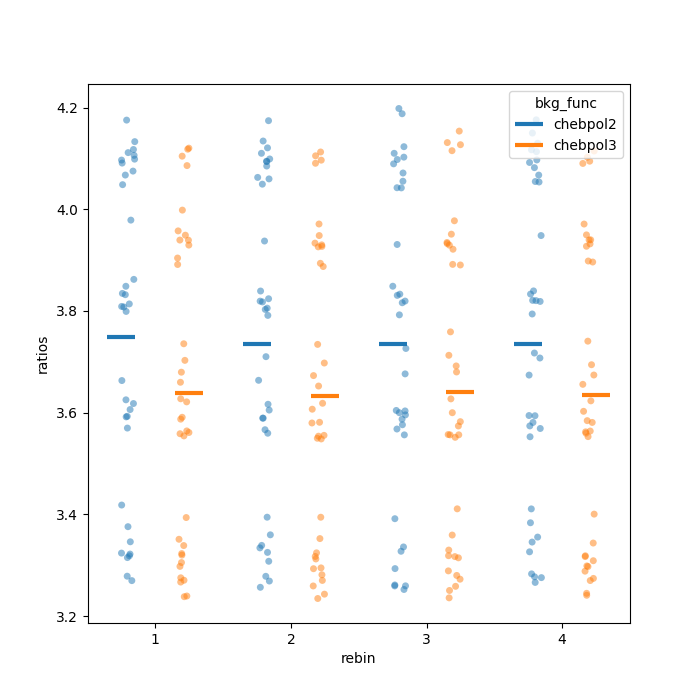 bkg_func
chebpol2
chebpol3
4.2
4.0
3.8
3.6
3.4
3.2
ratios
1 2 3 4
rebin